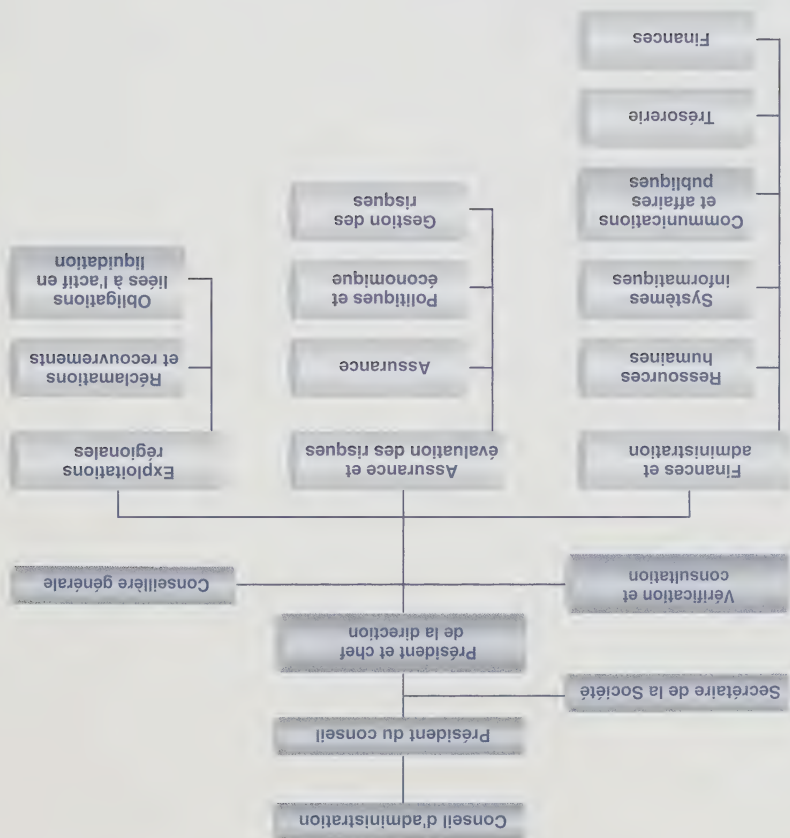 Conseil d'administration
Président du conseil
Secrétaire de la Société
Président et chef
de la direction
Vérification et
consultation
Conseillère générale
Finances et
administration
Ressources
humaines
Systèmes
informatiques
Communications
et affaires
publiques
Trésorerie
Finances
Assurance et
évaluation des risques
Assurance
Politiques et
économique
Gestion des
risques
Exploitations
régionales
Réclamations
et recouvrements
Obligations
liées à l'actif en
liquidation